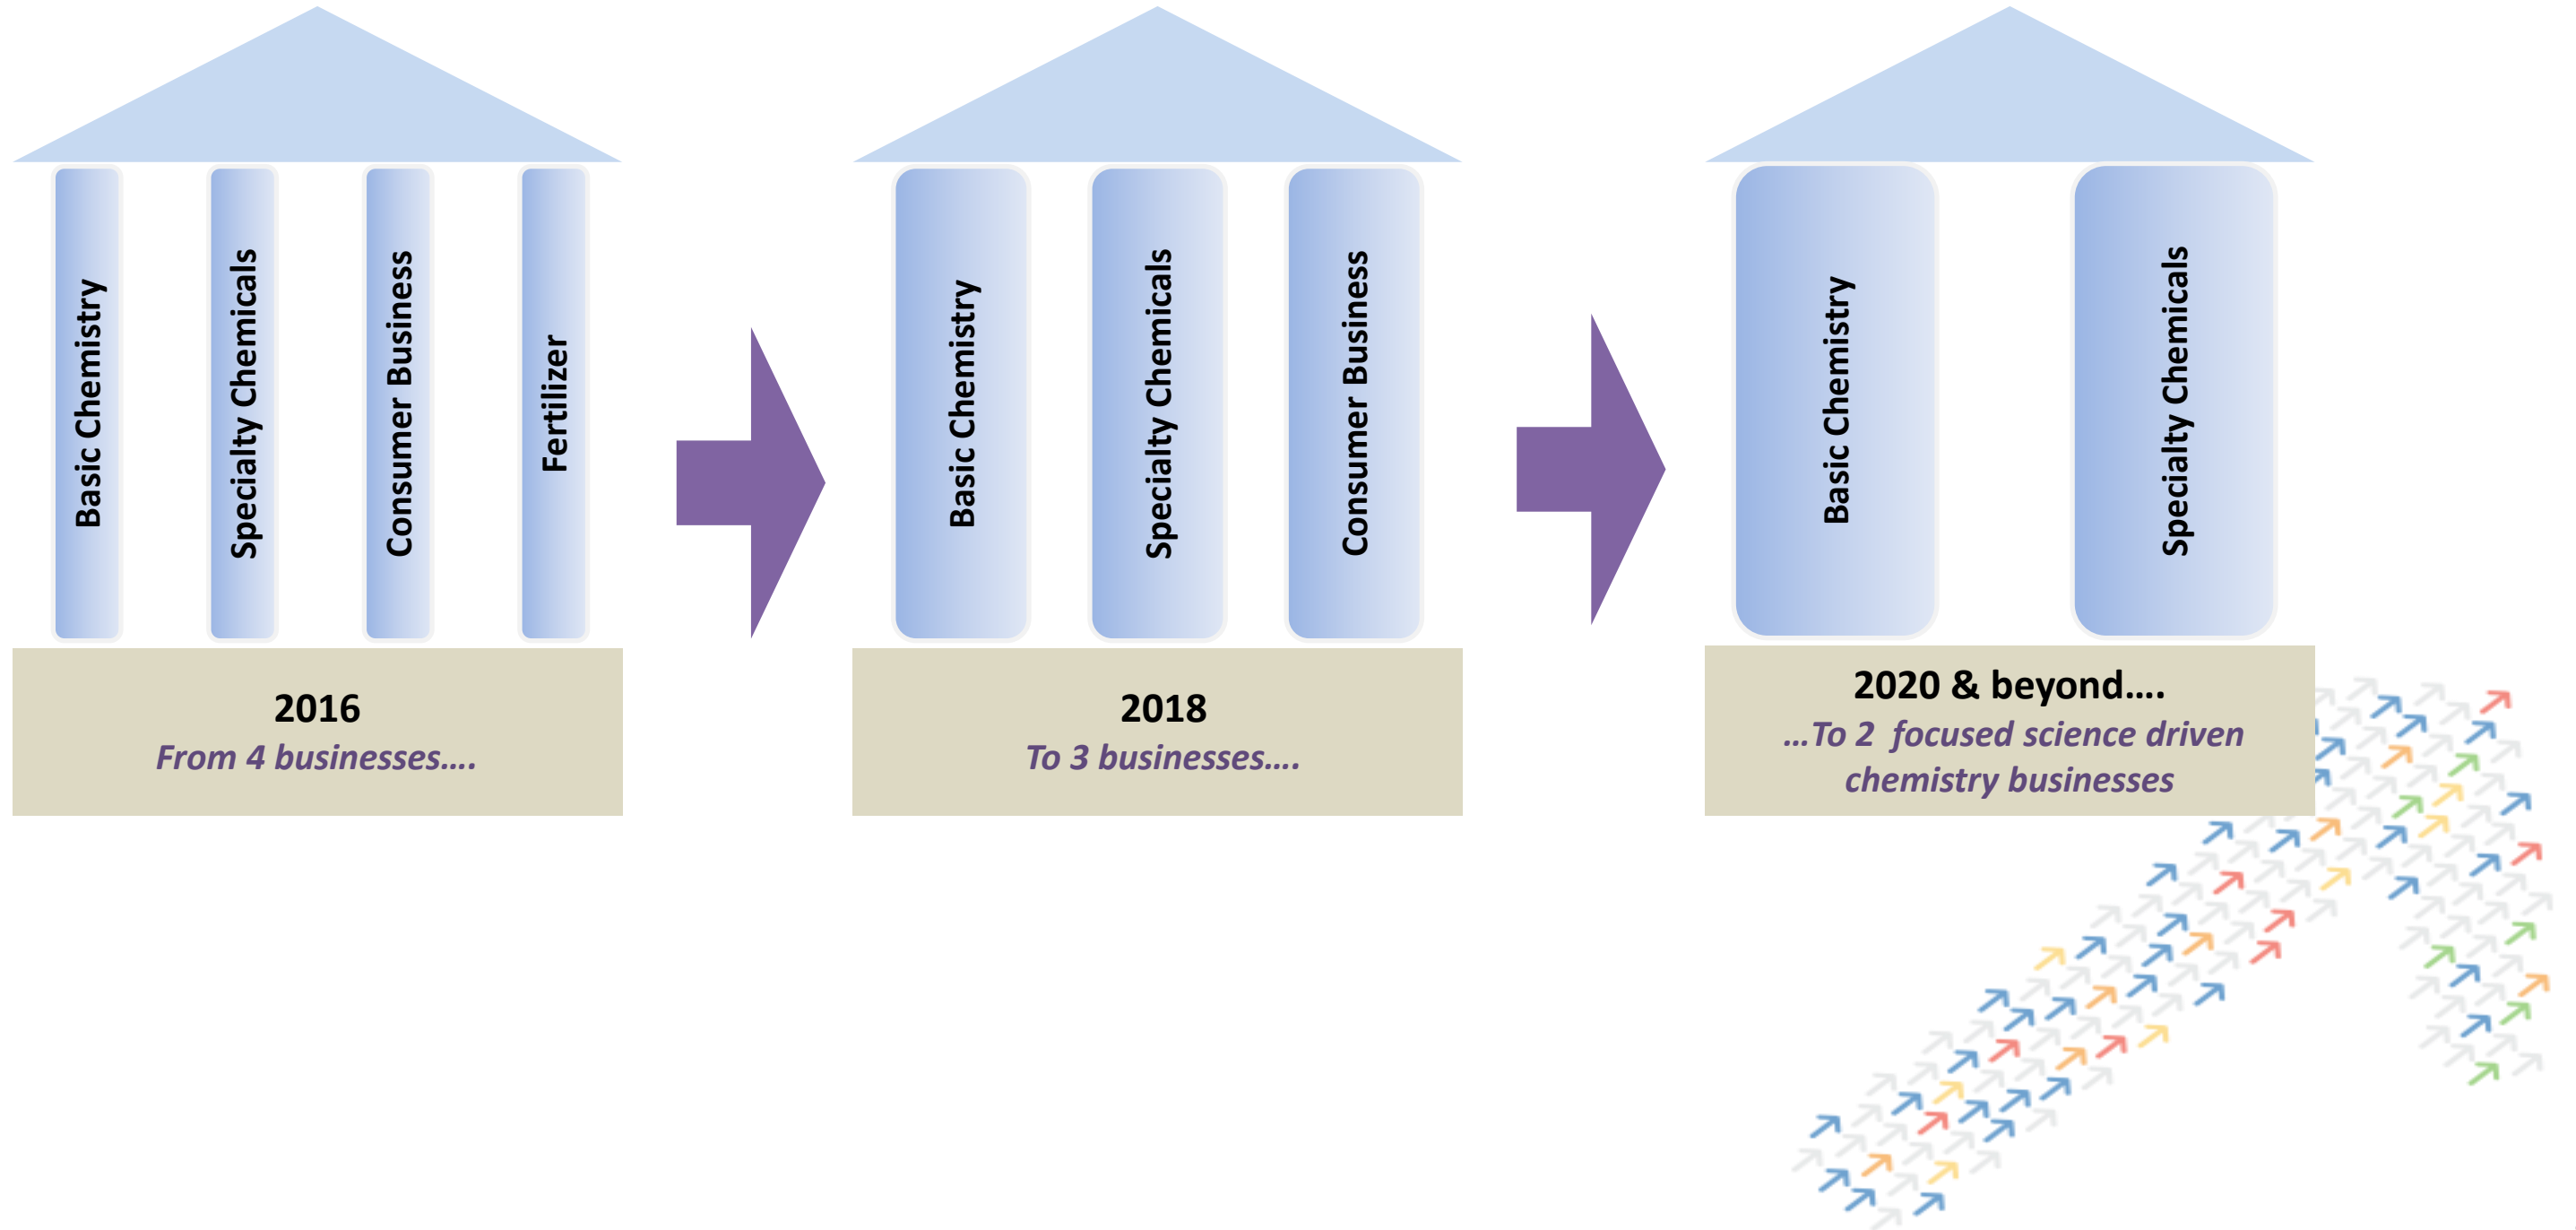 Basic Chemistry
Specialty Chemicals
Consumer Business
Fertilizer
2016
From 4 businesses....
Basic Chemistry
Specialty Chemicals
Consumer Business
2018
To 3 businesses....
Basic Chemistry
Specialty Chemicals
2020 & beyond....
...To 2  focused science driven
chemistry businesses